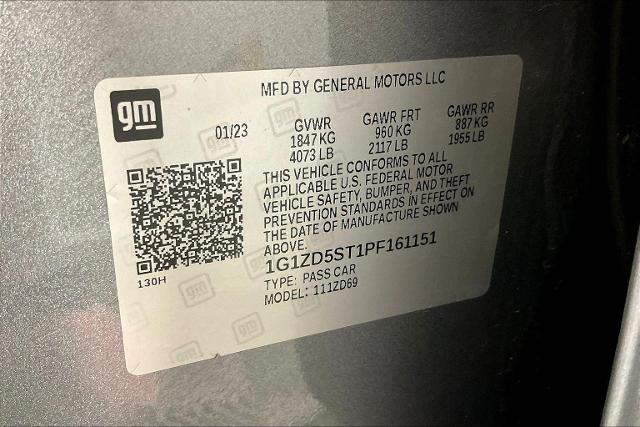 MFD BY GENERAL MOTORS LLC
gm
01/23
GVWR GAWR FRT GAWR RR
1847 KG 960 KG 887 KG
4073 LB 2117 LB 1955 LB
THIS VEHICLE CONFORMS TO ALL
APPLICABLE U.S. FEDERAL MOTOR
VEHICLE SAFETY, BUMPER, AND THEFT
PREVENTION STANDARDS IN EFFECT ON
THE DATE OF MANUFACTURE SHOWN
ABOVE.
1G1ZD5ST1PF161151
130H
TYPE: PASS CAR
MODEL: 111ZD69